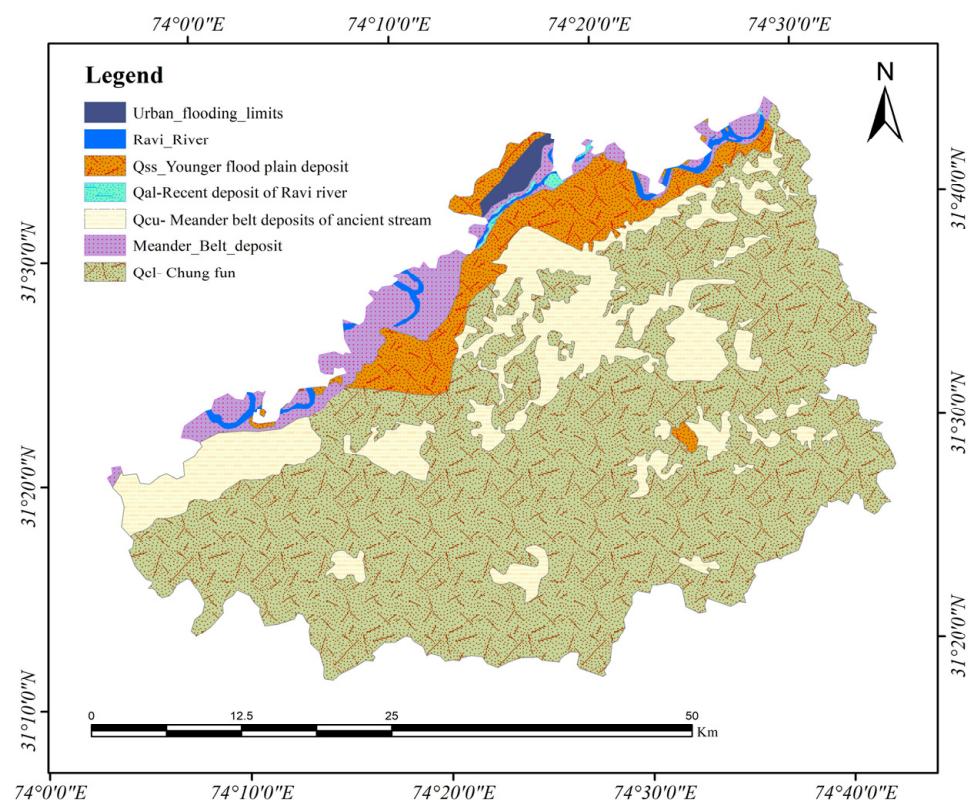 74°0'0"E 74°10'0"E 74°20'0"E 74°30'0"E
Legend
N
Urban_flooding_limits
Ravi_River
Qss_Younger flood plain deposit
Qal-Recent deposit of Ravi river
Qcu- Meander belt deposits of ancient stream
Meander_Belt_deposit
Qcl- Chung fun
31°40'0"N
31°30'0"N
31°30'0"N
31°20'0"N
31°20'0"N
31°10'0"N
0 12.5 25 50
Km
74°0'0"E 74°10'0"E 74°20'0"E 74°30'0"E 74°40'0"E